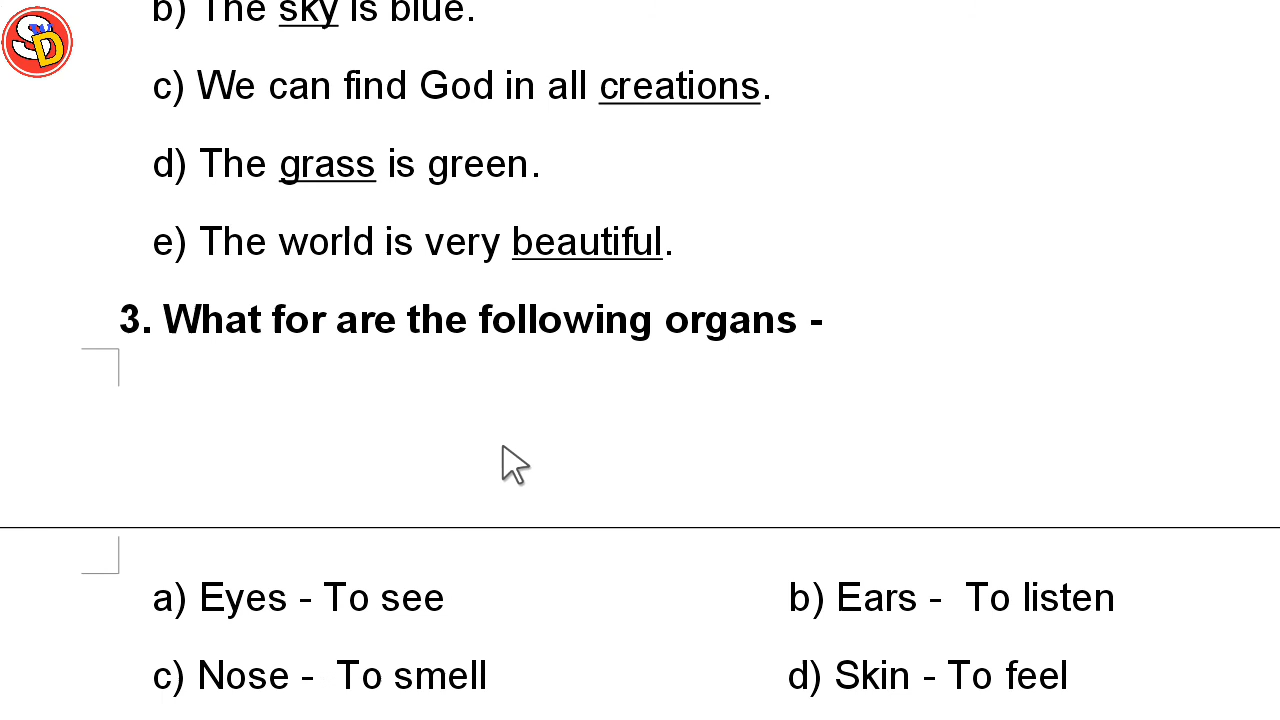 b) The sky is blue.
c) We can find God in all creations.
d) The grass is green.
e) The world is very beautiful.
3. What for are the following organs -
a) Eyes - To see b) Ears - To listen
c) Nose - To smell d) Skin - To feel